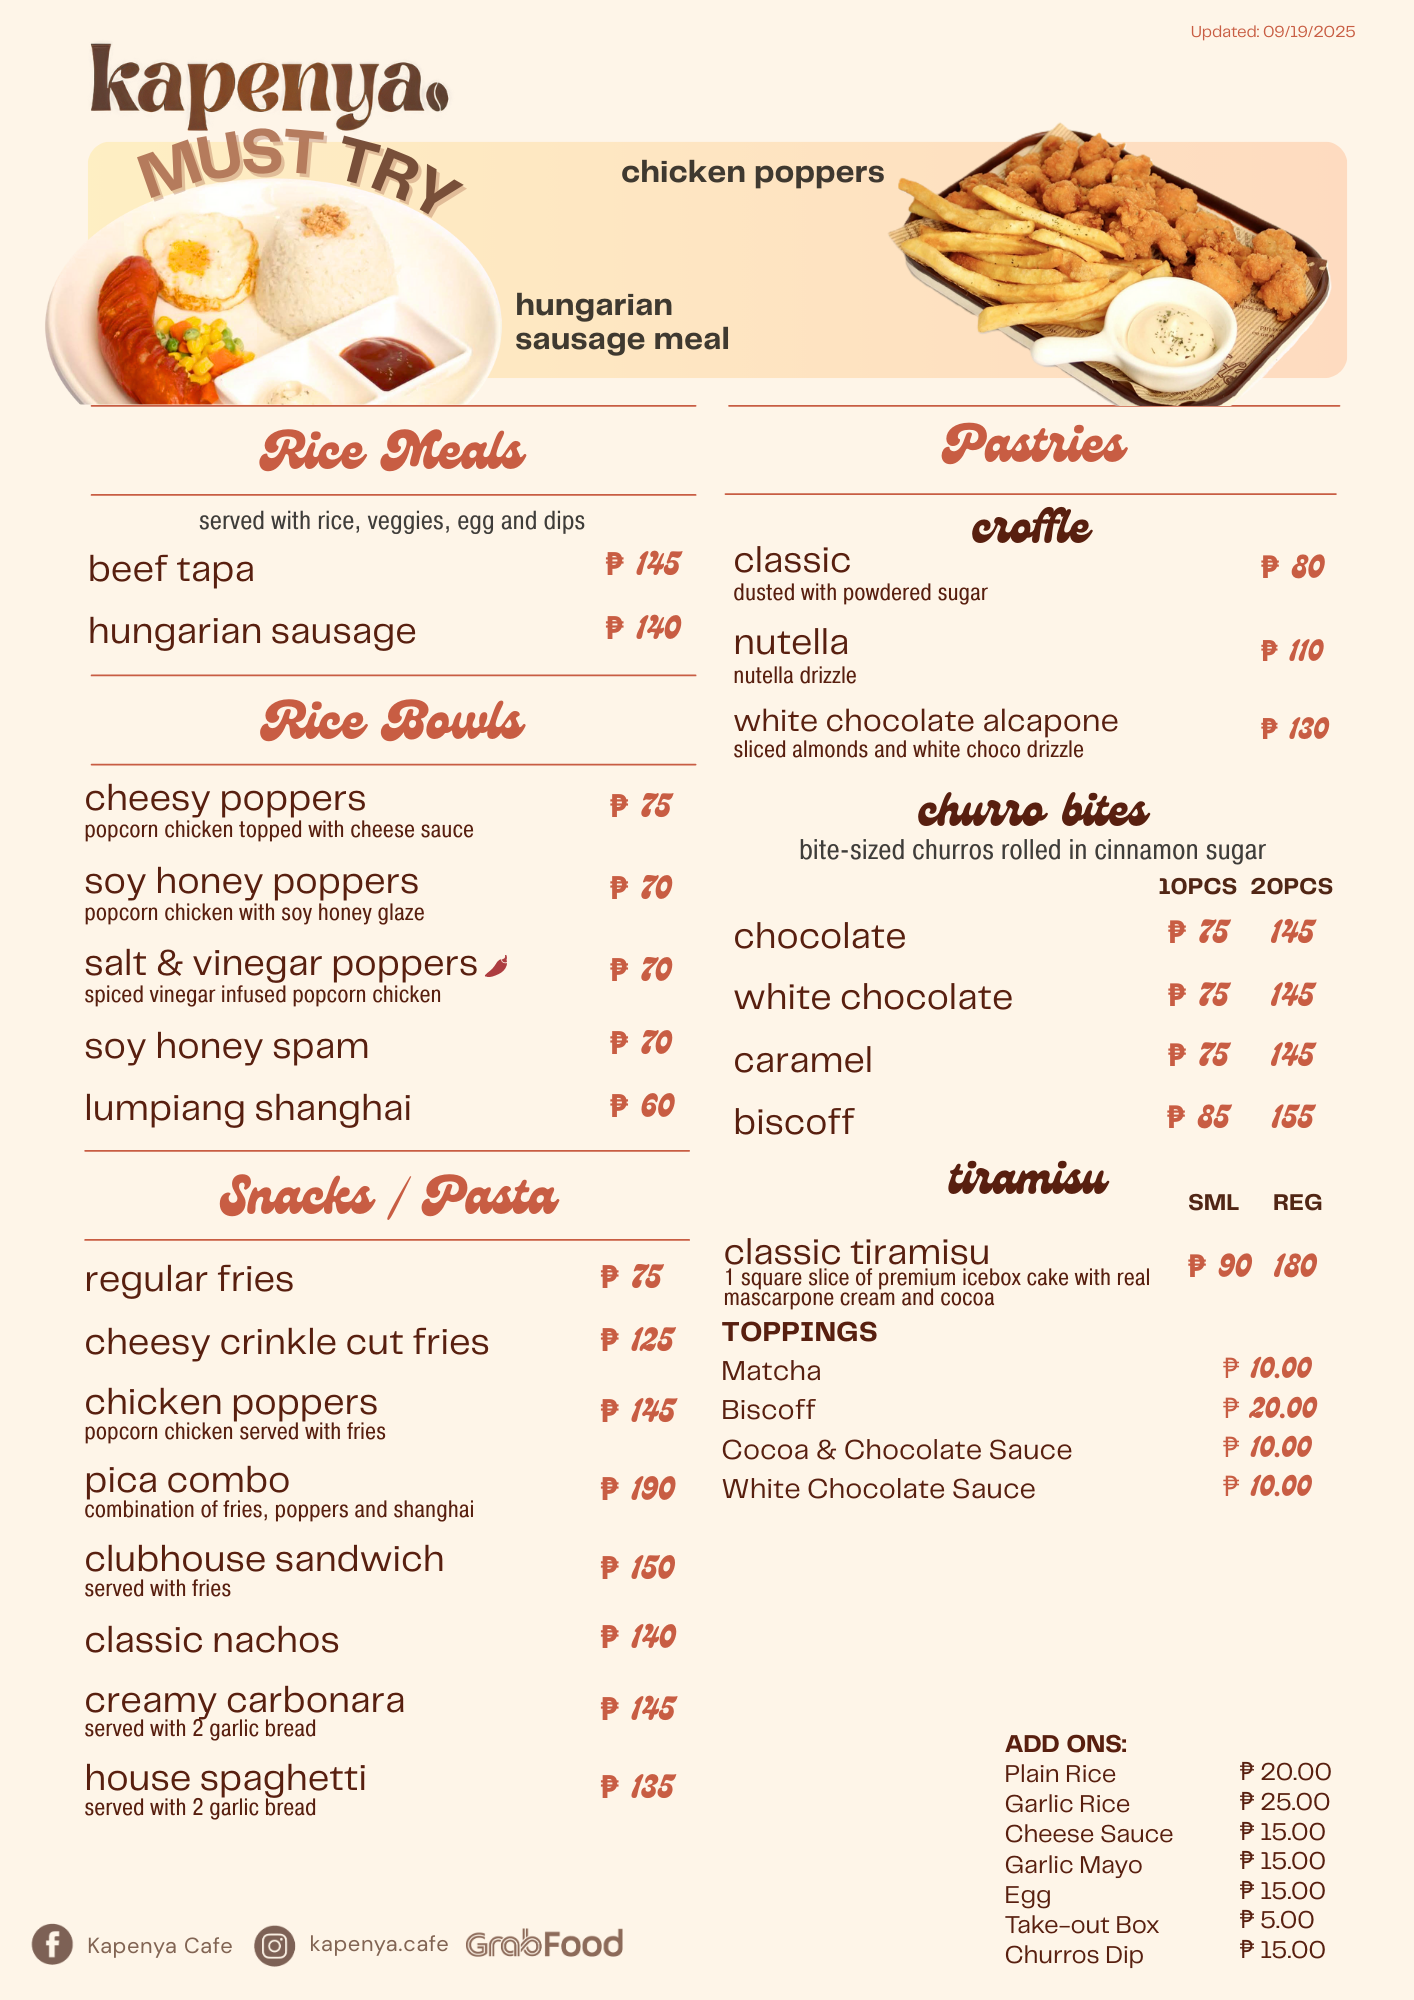 Updated: 09/19/2025
kapenya
MUST TRY
chicken poppers
hungarian
sausage meal
Rice Meals
served with rice, veggies, egg and dips
beef tapa ₱ 145
hungarian sausage ₱ 140
Rice Bowls
cheesy poppers ₱ 75
popcorn chicken topped with cheese sauce
soy honey poppers ₱ 70
popcorn chicken with soy honey glaze
salt & vinegar poppers ₱ 70
spiced vinegar infused popcorn chicken
soy honey spam ₱ 70
lumpiang shanghai ₱ 60
Snacks / Pasta
regular fries ₱ 75
cheesy crinkle cut fries ₱ 125
chicken poppers ₱ 145
popcorn chicken served with fries
pica combo ₱ 190
combination of fries, poppers and shanghai
clubhouse sandwich ₱ 150
served with fries
classic nachos ₱ 140
creamy carbonara ₱ 145
served with 2 garlic bread
house spaghetti ₱ 135
served with 2 garlic bread
Pastries
croffle
classic ₱ 80
dusted with powdered sugar
nutella ₱ 110
nutella drizzle
white chocolate alcapone ₱ 130
sliced almonds and white choco drizzle
churro bites
bite-sized churros rolled in cinnamon sugar
10PCS 20PCS
chocolate ₱ 75 145
white chocolate ₱ 75 145
caramel ₱ 75 145
biscoff ₱ 85 155
tiramisu
SML REG
classic tiramisu ₱ 90 180
1 square slice of premium icebox cake with real
mascarpone cream and cocoa
TOPPINGS
Matcha ₱ 10.00
Biscoff ₱ 20.00
Cocoa & Chocolate Sauce ₱ 10.00
White Chocolate Sauce ₱ 10.00
ADD ONS:
Plain Rice ₱ 20.00
Garlic Rice ₱ 25.00
Cheese Sauce ₱ 15.00
Garlic Mayo ₱ 15.00
Egg ₱ 15.00
Take-out Box ₱ 5.00
Churros Dip ₱ 15.00
Kapenya Cafe kapenya.cafe GrabFood